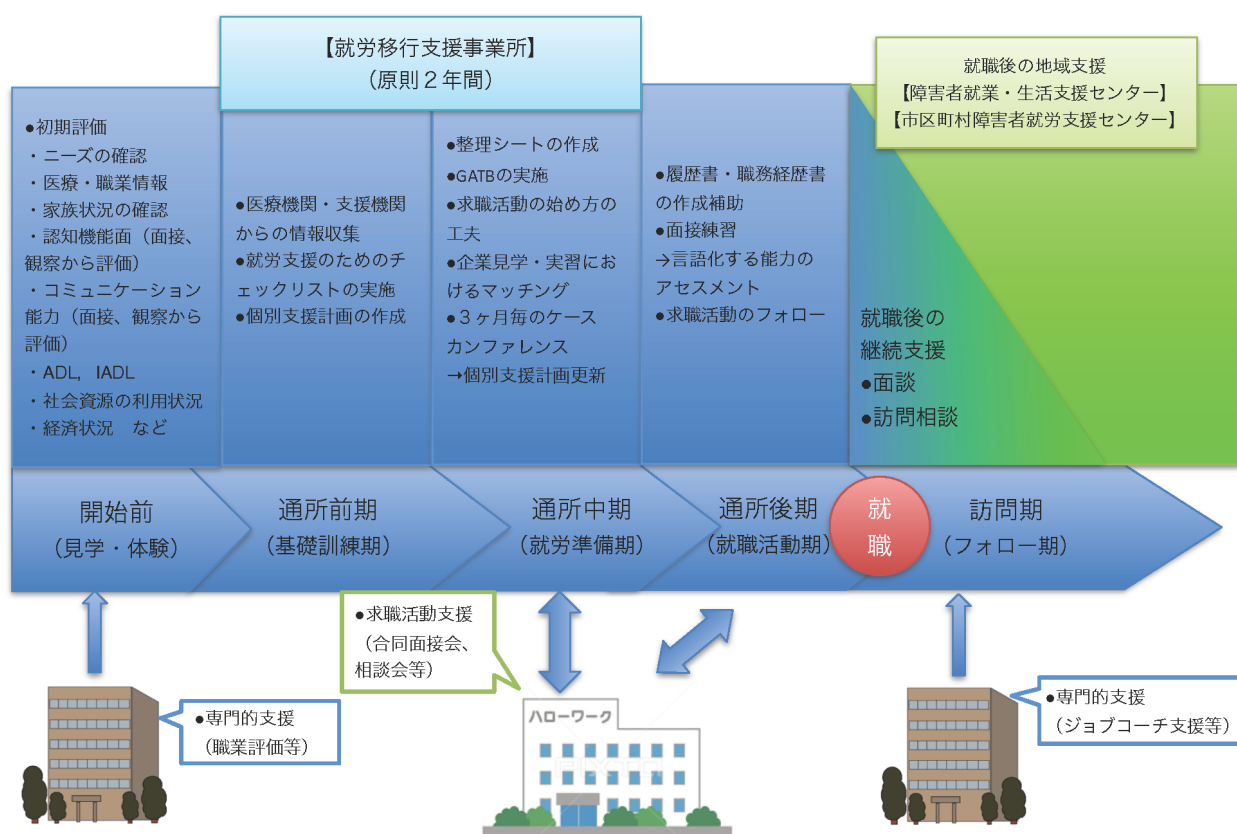 【就労移行支援事業所】
（原則２年間）
就職後の地域支援
【障害者就業・生活支援センター】
【市区町村障害者就労支援センター】
●初期評価
・ニーズの確認
・医療・職業情報
・家族状況の確認
・認知機能面（面接、
観察から評価）
・コミュニケーション
能力（面接、観察から
評価）
・ADL, IADL
・社会資源の利用状況
・経済状況　など
●医療機関・支援機関
からの情報収集
●就労支援のためのチ
ェックリストの実施
●個別支援計画の作成
●整理シートの作成
●GATBの実施
●求職活動の始め方の
工夫
●企業見学・実習にお
けるマッチング
●３ヶ月毎のケース
カンファレンス
→個別支援計画更新
●履歴書・職務経歴書
の作成補助
●面接練習
→言語化する能力の
アセスメント
●求職活動のフォロー
就職後の
継続支援
●面談
●訪問相談
開始前
（見学・体験）
通所前期
（基礎訓練期）
通所中期
（就労準備期）
通所後期
（就職活動期）
就
職
訪問期
（フォロー期）
●求職活動支援
（合同面接会、
相談会等）
●専門的支援
（職業評価等）
ハローワーク
PIXTA
●専門的支援
（ジョブコーチ支援等）